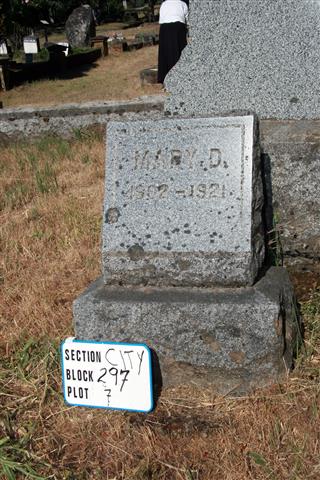 MARY D.
1902-1921
SECTION CITY
BLOCK 297
PLOT 7